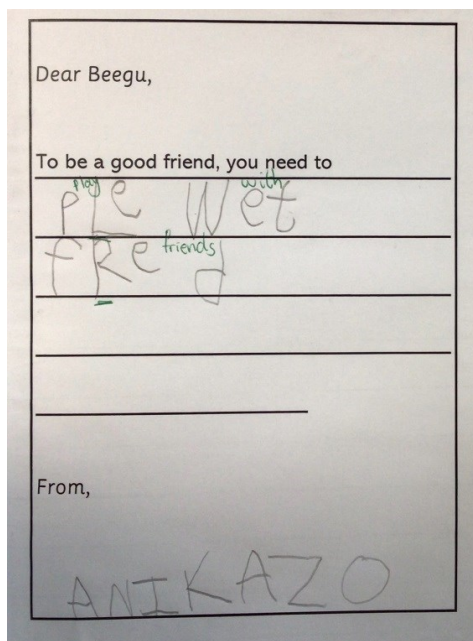 Dear Beegu,
To be a good friend, you need to
play with
PLe Wet
friends
fRe d
From,
ANIKAZO